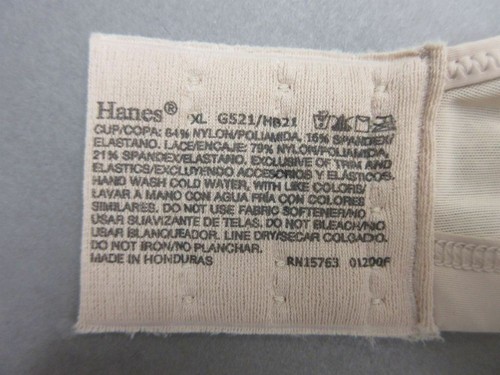 Hanes® XL G521/HB21
CUP/COPA: 64% NYLON/POLIAMIDA. 16% SPANDEX/
ELASTANO. LACE/ENCAJE: 79% NYLON/POLIAMIDA.
21% SPANDEX/ELASTANO. EXCLUSIVE OF TRIM AND
ELASTICS/EXCLUYENDO ACCESORIOS Y ELÁSTICOS.
HAND WASH COLD WATER, WITH LIKE COLORS/
LAVAR A MANO CON AGUA FRÍA CON COLORES
SIMILARES. DO NOT USE FABRIC SOFTENER/NO
USAR SUAVIZANTE DE TELAS. DO NOT BLEACH/NO
USAR BLANQUEADOR. LINE DRY/SECAR COLGADO.
DO NOT IRON/NO PLANCHAR.
MADE IN HONDURAS RN15763